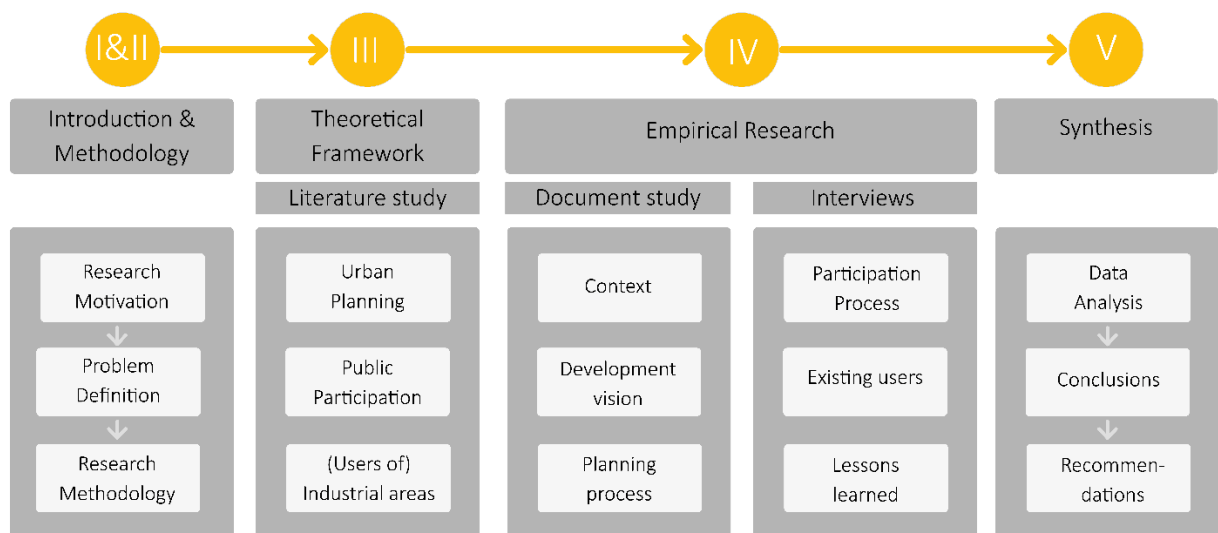 I&II
III
IV
V
Introduction &
Methodology
Theoretical
Framework
Empirical Research
Synthesis
Literature study
Document study
Interviews
Research
Motivation
Problem
Definition
Research
Methodology
Urban
Planning
Public
Participation
(Users of)
Industrial areas
Context
Development
vision
Planning
process
Participation
Process
Existing users
Lessons
learned
Data
Analysis
Conclusions
Recommen-
dations